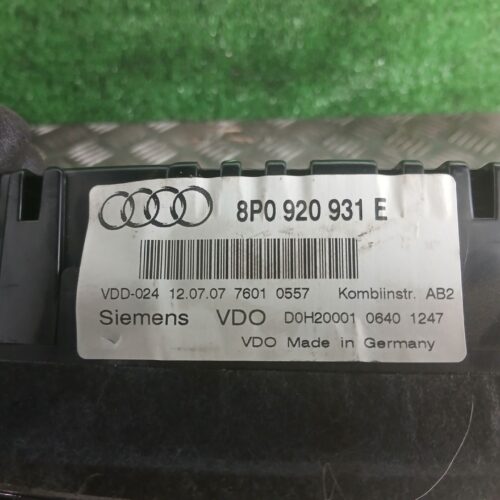 8P0 920 931 E
VDD-024 12.07.07 7601 0557 Kombiinstr. AB2
Siemens VDO D0H20001 0640 1247
VDO Made in Germany